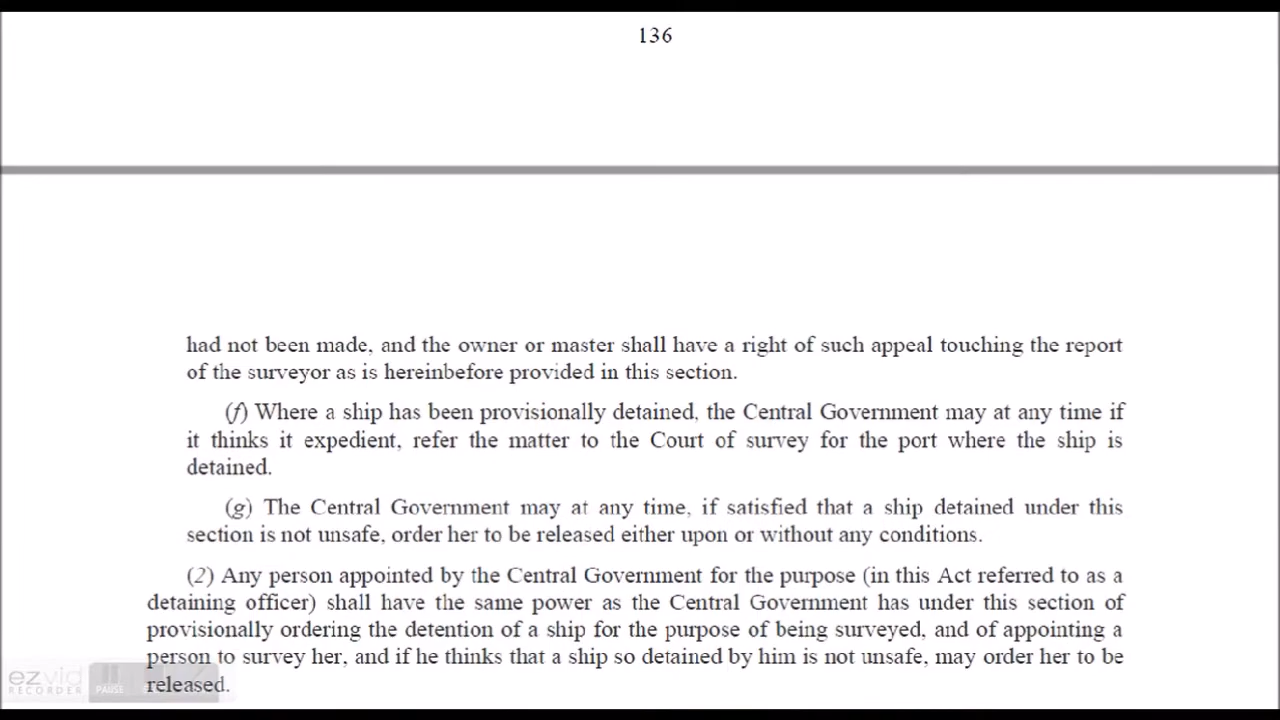 136
had not been made, and the owner or master shall have a right of such appeal touching the report
of the surveyor as is hereinbefore provided in this section.
(f) Where a ship has been provisionally detained, the Central Government may at any time if
it thinks it expedient, refer the matter to the Court of survey for the port where the ship is
detained.
(g) The Central Government may at any time, if satisfied that a ship detained under this
section is not unsafe, order her to be released either upon or without any conditions.
(2) Any person appointed by the Central Government for the purpose (in this Act referred to as a
detaining officer) shall have the same power as the Central Government has under this section of
provisionally ordering the detention of a ship for the purpose of being surveyed, and of appointing a
person to survey her, and if he thinks that a ship so detained by him is not unsafe, may order her to be
released.
ezvid
RECORDER
PAUSE